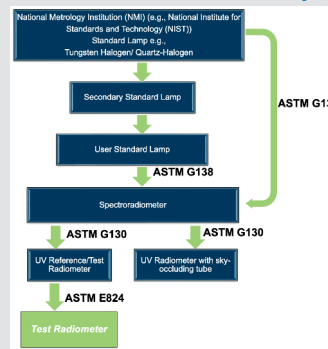 National Metrology Institution (NMI) (e.g., National Institute for
Standards and Technology (NIST))
Standard Lamp e.g.,
Tungsten Halogen/ Quartz-Halogen
Secondary Standard Lamp
ASTM
User Standard Lamp
ASTM G138
Spectroradiometer
ASTM G130
ASTM G130
UV Reference/Test
Radiometer
UV Radiometer with sky-
occluding tube
ASTM E824
Test Radiometer